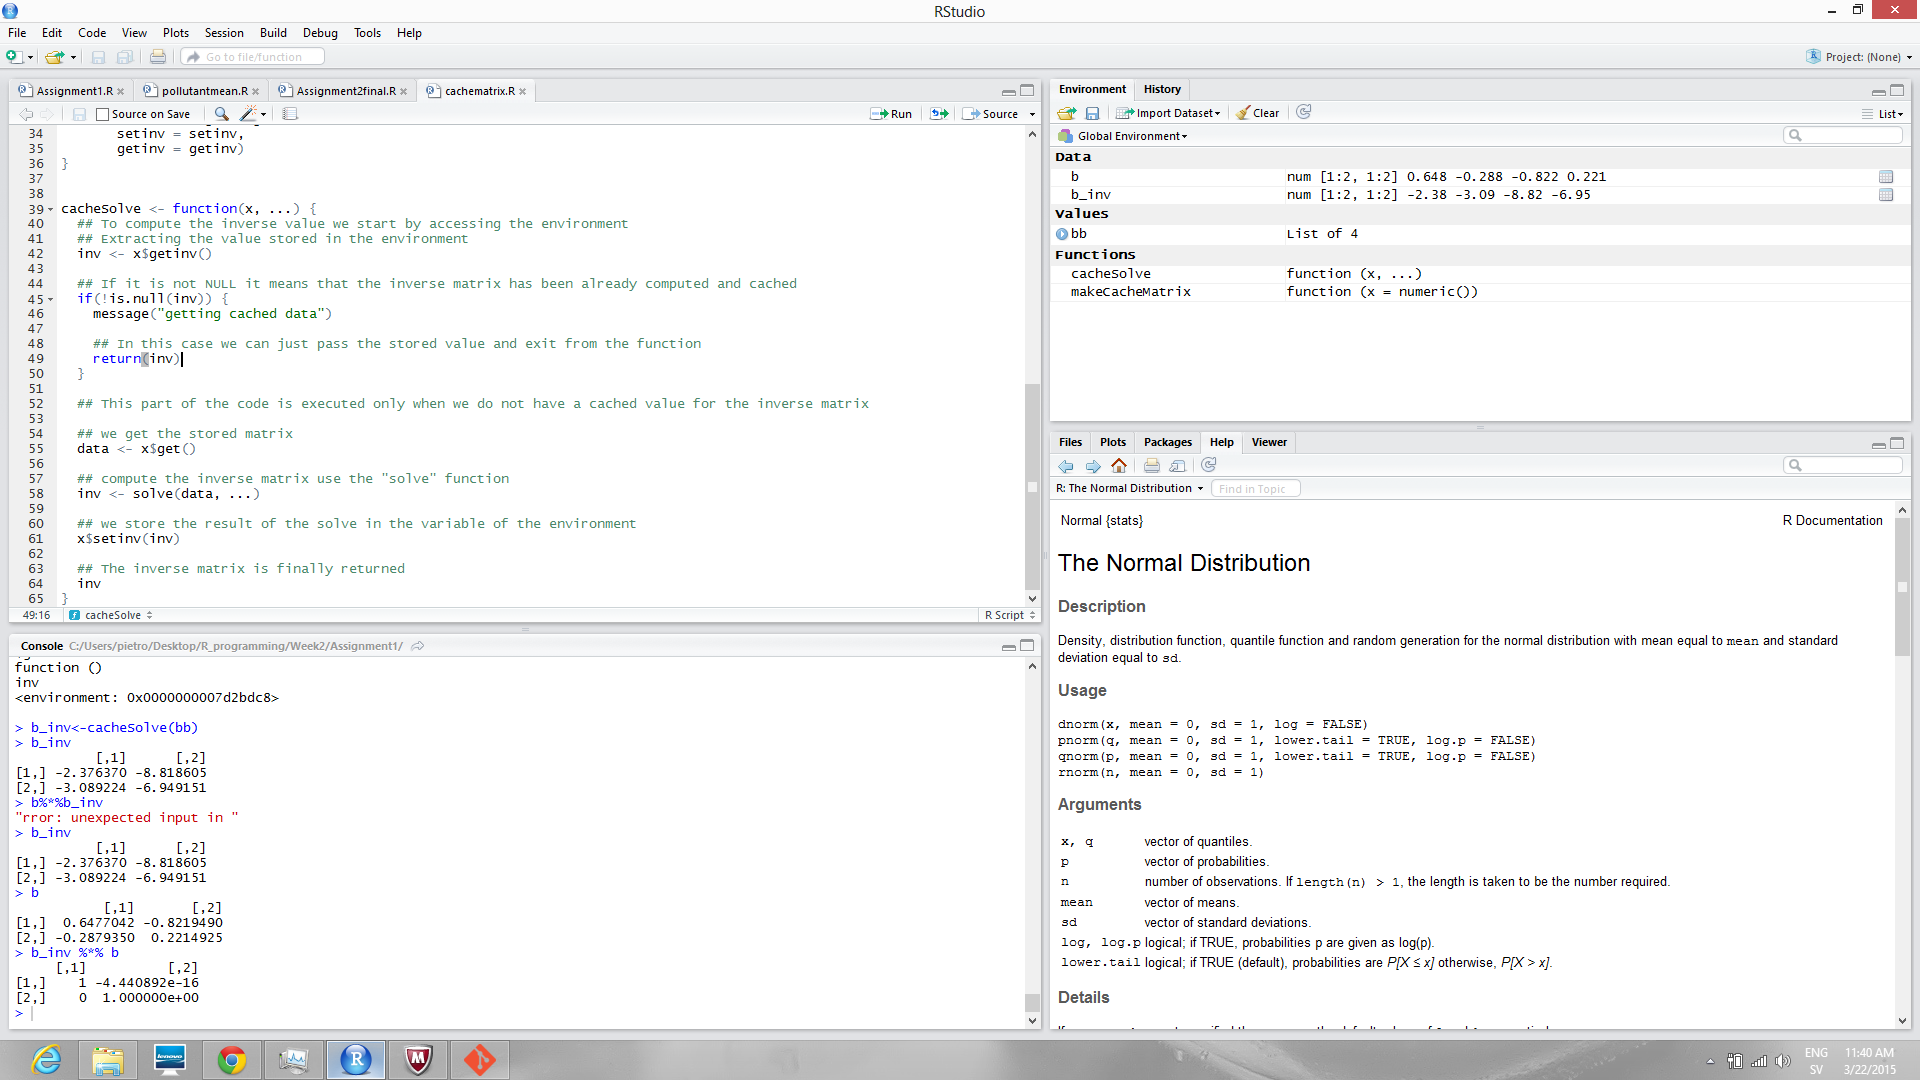 RStudio
File Edit Code View Plots Session Build Debug Tools Help
Go to file/function
Project: (None)
Assignment1.R pollutantmean.R Assignment2final.R cachematrix.R
Source on Save Run Source
34 setinv = setinv,
35 getinv = getinv)
36 }
37
38
39 cacheSolve <- function(x, ...) {
40 ## To compute the inverse value we start by accessing the environment
41 ## Extracting the value stored in the environment
42 inv <- x$getinv()
43
44 ## If it is not NULL it means that the inverse matrix has been already computed and cached
45 if(!is.null(inv)) {
46 message("getting cached data")
47
48 ## In this case we can just pass the stored value and exit from the function
49 return(inv)
50 }
51
52 ## This part of the code is executed only when we do not have a cached value for the inverse matrix
53
54 ## we get the stored matrix
55 data <- x$get()
56
57 ## compute the inverse matrix use the "solve" function
58 inv <- solve(data, ...)
59
60 ## we store the result of the solve in the variable of the environment
61 x$setinv(inv)
62
63 ## The inverse matrix is finally returned
64 inv
65 }
49:16 cacheSolve R Script
Console C:/Users/pietro/Desktop/R_programming/Week2/Assignment1/
function ()
inv
<environment: 0x0000000007d2bdc8>
> b_inv<-cacheSolve(bb)
> b_inv
[,1] [,2]
[1,] -2.376370 -8.818605
[2,] -3.089224 -6.949151
> b%*%b_inv
"rror: unexpected input in "
> b_inv
[,1] [,2]
[1,] -2.376370 -8.818605
[2,] -3.089224 -6.949151
> b
[,1] [,2]
[1,] 0.6477042 -0.8219490
[2,] -0.2879350 0.2214925
> b_inv %*% b
[,1] [,2]
[1,] 1 -4.440892e-16
[2,] 0 1.000000e+00
>
Environment History
Import Dataset Clear List
Global Environment
Data
b num [1:2, 1:2] 0.648 -0.288 -0.822 0.221
b_inv num [1:2, 1:2] -2.38 -3.09 -8.82 -6.95
Values
bb List of 4
Functions
cacheSolve function (x, ...)
makeCacheMatrix function (x = numeric())
Files Plots Packages Help Viewer
R: The Normal Distribution Find in Topic
Normal {stats} R Documentation
The Normal Distribution
Description
Density, distribution function, quantile function and random generation for the normal distribution with mean equal to mean and standard
deviation equal to sd.
Usage
dnorm(x, mean = 0, sd = 1, log = FALSE)
pnorm(q, mean = 0, sd = 1, lower.tail = TRUE, log.p = FALSE)
qnorm(p, mean = 0, sd = 1, lower.tail = TRUE, log.p = FALSE)
rnorm(n, mean = 0, sd = 1)
Arguments
x, q vector of quantiles.
p vector of probabilities.
n number of observations. If length(n) > 1, the length is taken to be the number required.
mean vector of means.
sd vector of standard deviations.
log, log.p logical; if TRUE, probabilities p are given as log(p).
lower.tail logical; if TRUE (default), probabilities are P[X ≤ x] otherwise, P[X > x].
Details
lenovo
ENG 11:40 AM
SV 3/22/2015